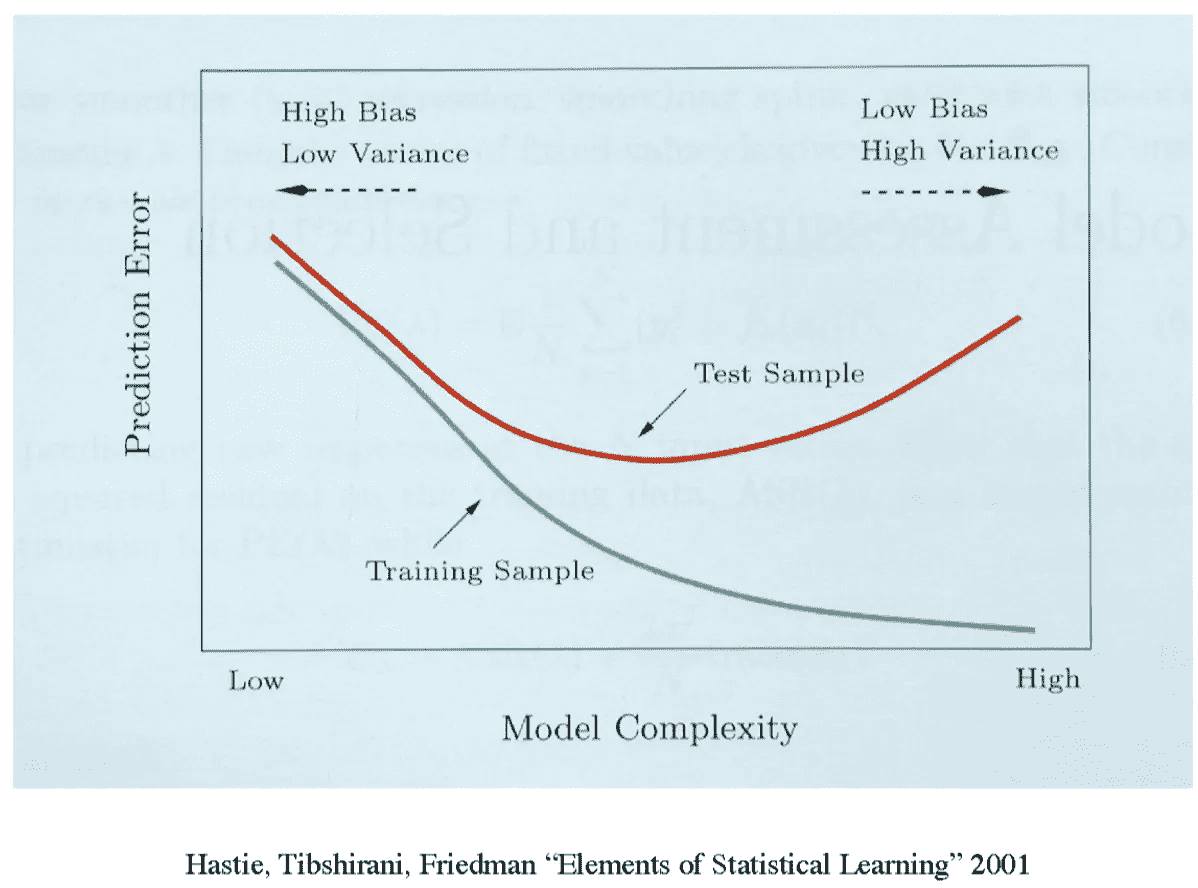 High Bias
Low Variance
Low Bias
High Variance
Prediction Error
Test Sample
Training Sample
Low
High
Model Complexity
Hastie, Tibshirani, Friedman “Elements of Statistical Learning” 2001